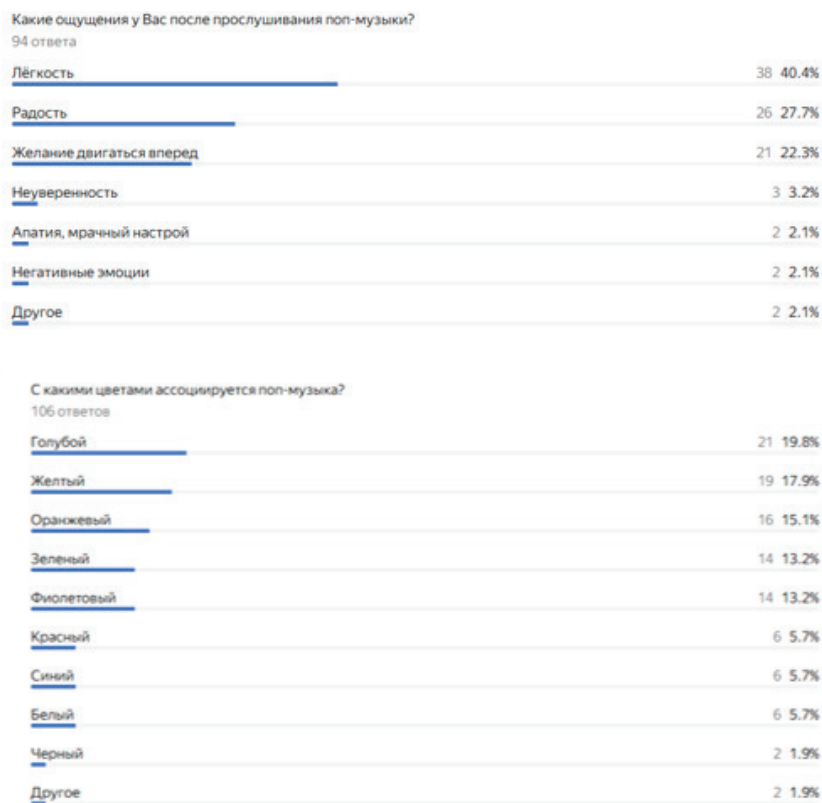 Какие ощущения у Вас после прослушивания поп-музыки?
94 ответа
Лёгкость 38 40.4%
Радость 26 27.7%
Желание двигаться вперед 21 22.3%
Неуверенность 3 3.2%
Апатия, мрачный настрой 2 2.1%
Негативные эмоции 2 2.1%
Другое 2 2.1%
С какими цветами ассоциируется поп-музыка?
106 ответов
Голубой 21 19.8%
Желтый 19 17.9%
Оранжевый 16 15.1%
Зеленый 14 13.2%
Фиолетовый 14 13.2%
Красный 6 5.7%
Синий 6 5.7%
Белый 6 5.7%
Черный 2 1.9%
Другое 2 1.9%